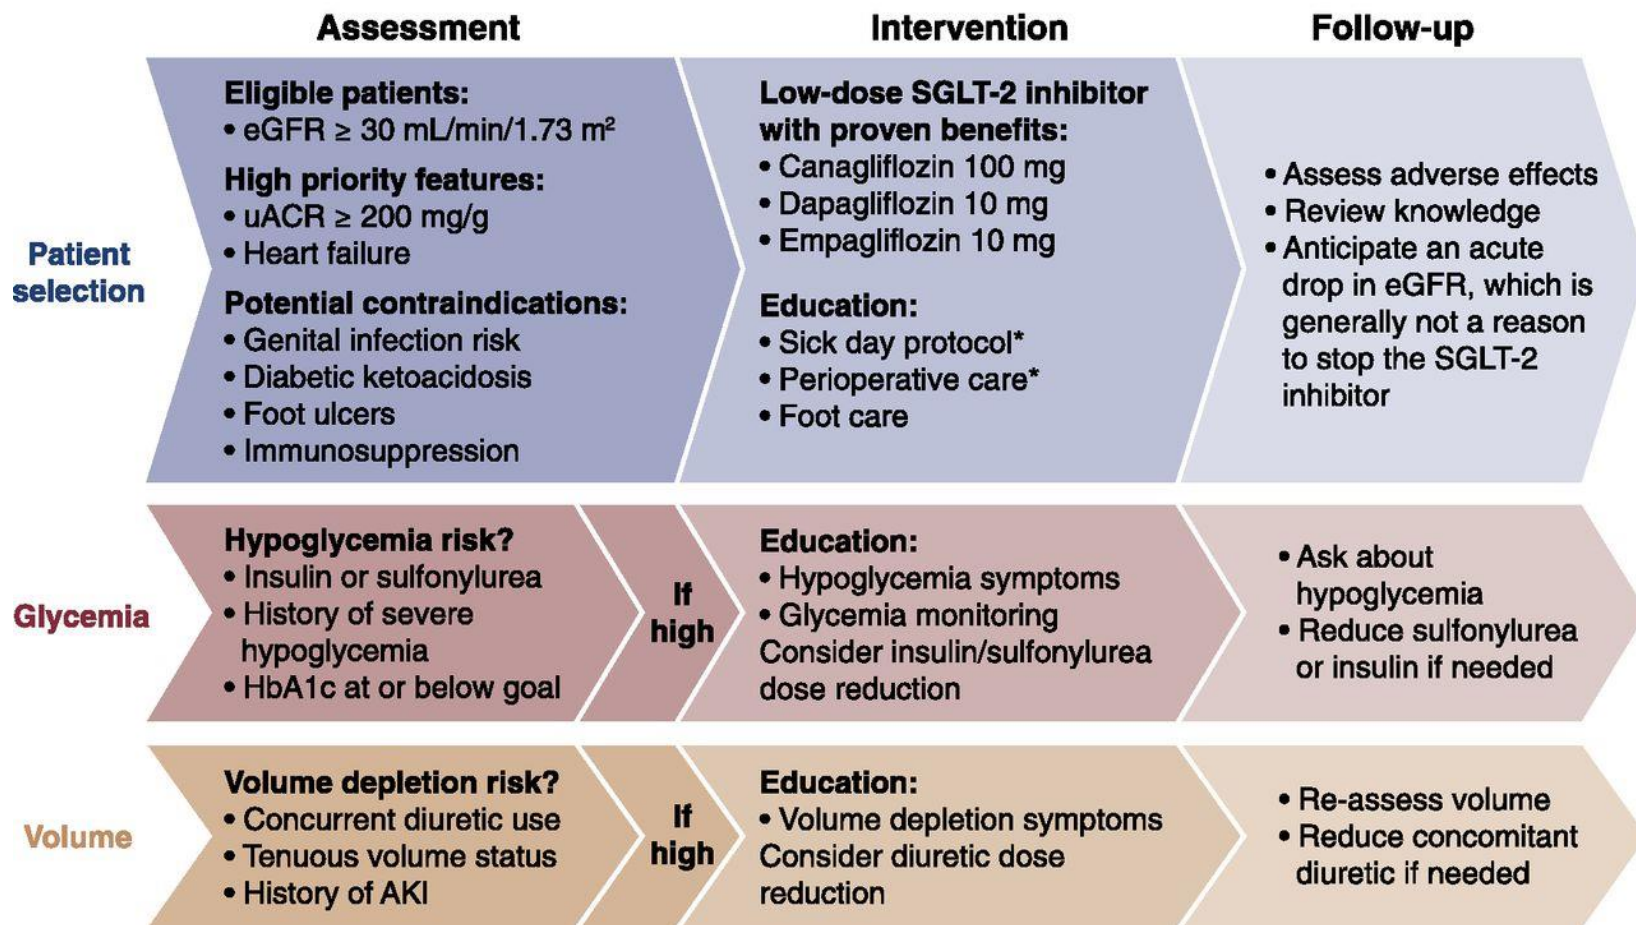 Assessment
Intervention
Follow-up
Patient
selection
Eligible patients:
• eGFR ≥ 30 mL/min/1.73 m²
High priority features:
• uACR ≥ 200 mg/g
• Heart failure
Potential contraindications:
• Genital infection risk
• Diabetic ketoacidosis
• Foot ulcers
• Immunosuppression
Low-dose SGLT-2 inhibitor
with proven benefits:
• Canagliflozin 100 mg
• Dapagliflozin 10 mg
• Empagliflozin 10 mg
Education:
• Sick day protocol*
• Perioperative care*
• Foot care
• Assess adverse effects
• Review knowledge
• Anticipate an acute
drop in eGFR, which is
generally not a reason
to stop the SGLT-2
inhibitor
Glycemia
Hypoglycemia risk?
• Insulin or sulfonylurea
• History of severe
hypoglycemia
• HbA1c at or below goal
If
high
Education:
• Hypoglycemia symptoms
• Glycemia monitoring
Consider insulin/sulfonylurea
dose reduction
• Ask about
hypoglycemia
• Reduce sulfonylurea
or insulin if needed
Volume
Volume depletion risk?
• Concurrent diuretic use
• Tenuous volume status
• History of AKI
If
high
Education:
• Volume depletion symptoms
Consider diuretic dose
reduction
• Re-assess volume
• Reduce concomitant
diuretic if needed